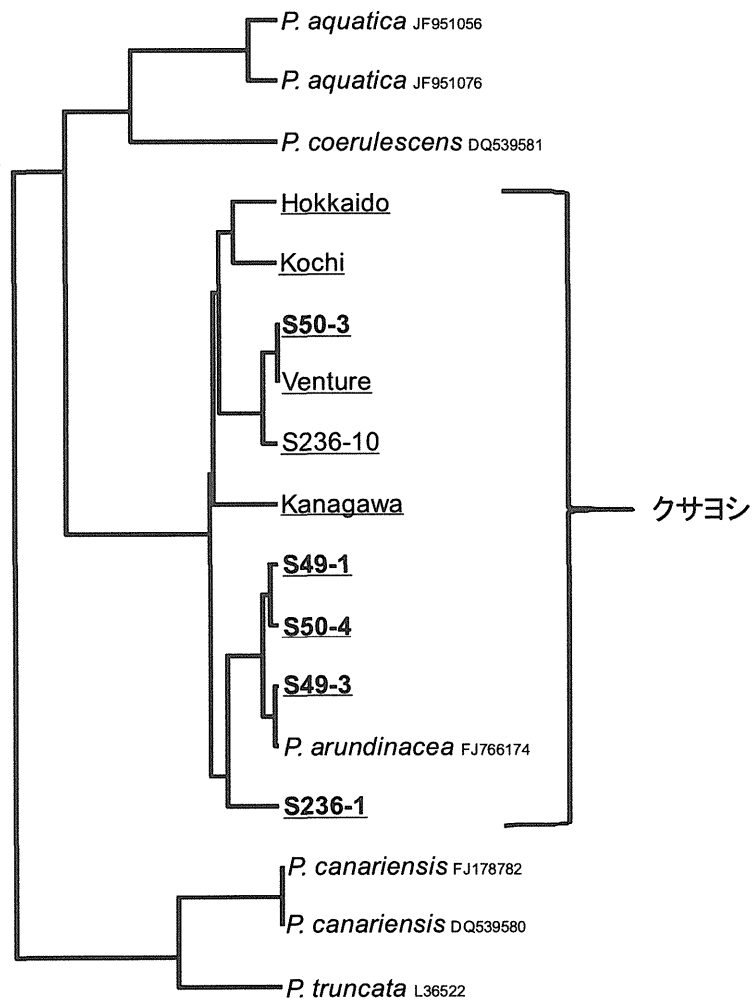 P. aquatica JF951056
P. aquatica JF951076
P. coerulescens DQ539581
Hokkaido
Kochi
S50-3
Venture
S236-10
Kanagawa
クサヨシ
S49-1
S50-4
S49-3
P. arundinacea FJ766174
S236-1
P. canariensis FJ178782
P. canariensis DQ539580
P. truncata L36522